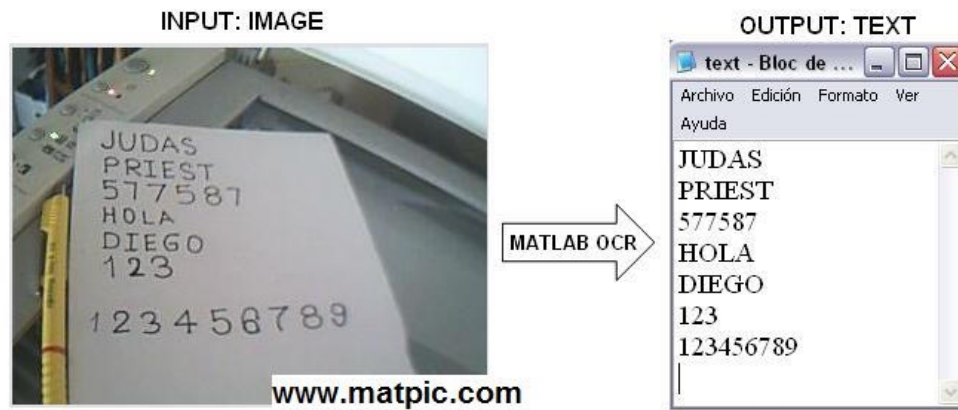 INPUT: IMAGE
JUDAS
PRIEST
577587
HOLA
DIEGO
123
123456789
www.matpic.com
MATLAB OCR
OUTPUT: TEXT
text - Bloc de ...
Archivo Edición Formato Ver
Ayuda
JUDAS
PRIEST
577587
HOLA
DIEGO
123
123456789